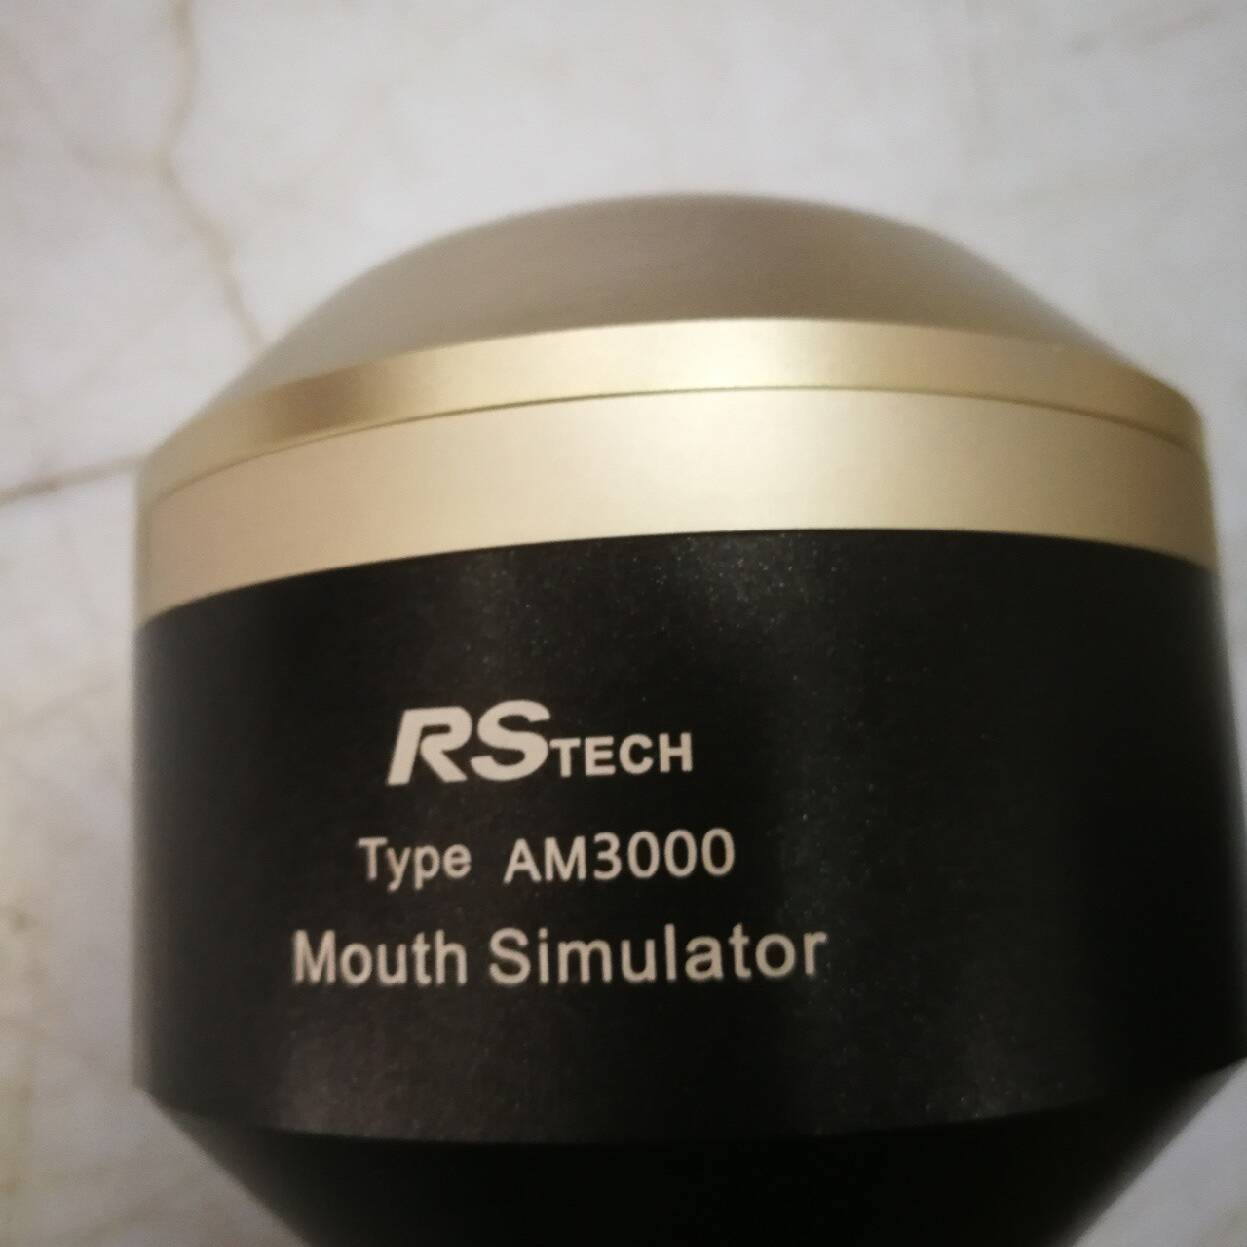 RSTECH
Type AM3000
Mouth Simulator